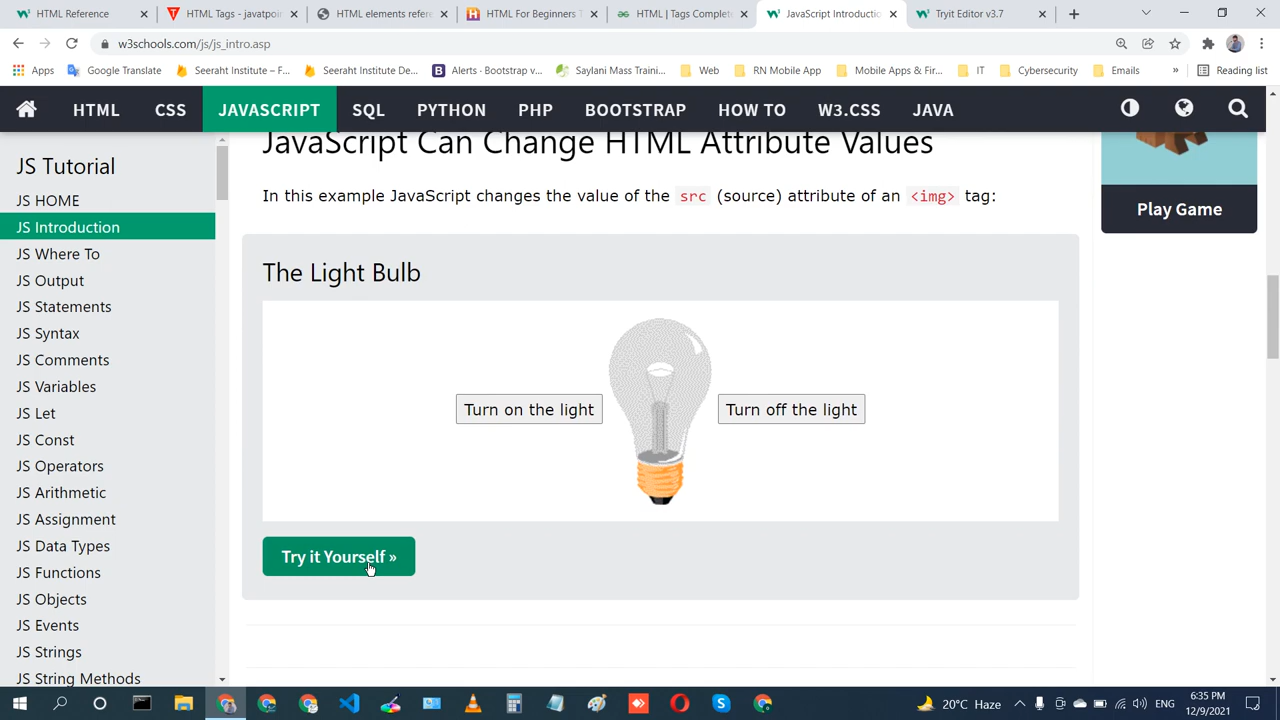 HTML Reference
HTML Tags - javatpoint
HTML elements refere
HTML For Beginners T
HTML | Tags Complete
JavaScript Introductio
Tryit Editor v3.7
w3schools.com/js/js_intro.asp
Apps
Google Translate
Seeraht Institute – F...
Seeraht Institute De...
Alerts · Bootstrap v...
Saylani Mass Traini...
Web
RN Mobile App
Mobile Apps & Fir...
IT
Cybersecurity
Emails
»
Reading list
HTML
CSS
JAVASCRIPT
SQL
PYTHON
PHP
BOOTSTRAP
HOW TO
W3.CSS
JAVA
JS Tutorial
JS HOME
JS Introduction
JS Where To
JS Output
JS Statements
JS Syntax
JS Comments
JS Variables
JS Let
JS Const
JS Operators
JS Arithmetic
JS Assignment
JS Data Types
JS Functions
JS Objects
JS Events
JS Strings
JS String Methods
JavaScript Can Change HTML Attribute Values
In this example JavaScript changes the value of the src (source) attribute of an <img> tag:
The Light Bulb
Turn on the light
Turn off the light
Try it Yourself »
Play Game
20°C Haze
ENG
6:35 PM
12/9/2021